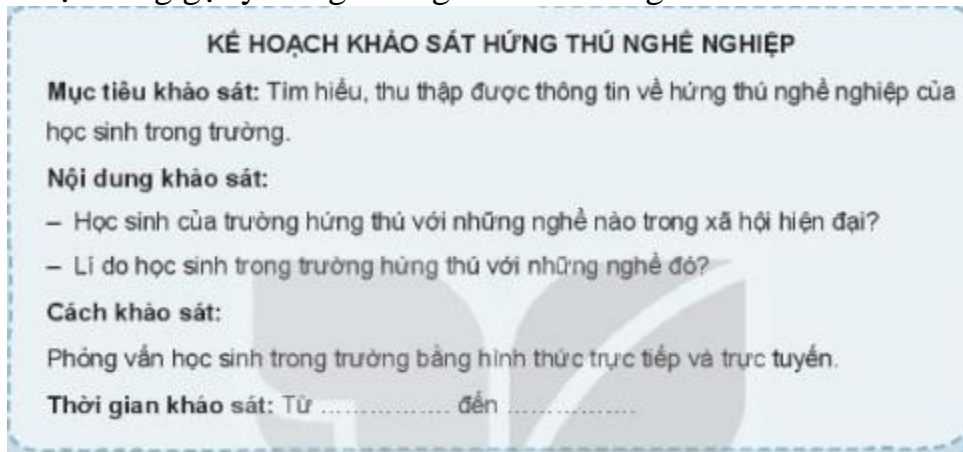 KẾ HOẠCH KHẢO SÁT HỨNG THÚ NGHỀ NGHIỆP
Mục tiêu khảo sát: Tìm hiểu, thu thập được thông tin về hứng thú nghề nghiệp của
học sinh trong trường.
Nội dung khảo sát:
– Học sinh của trường hứng thú với những nghề nào trong xã hội hiện đại?
– Lí do học sinh trong trường hứng thú với những nghề đó?
Cách khảo sát:
Phỏng vấn học sinh trong trường bằng hình thức trực tiếp và trực tuyến.
Thời gian khảo sát: Từ ................ đến ................